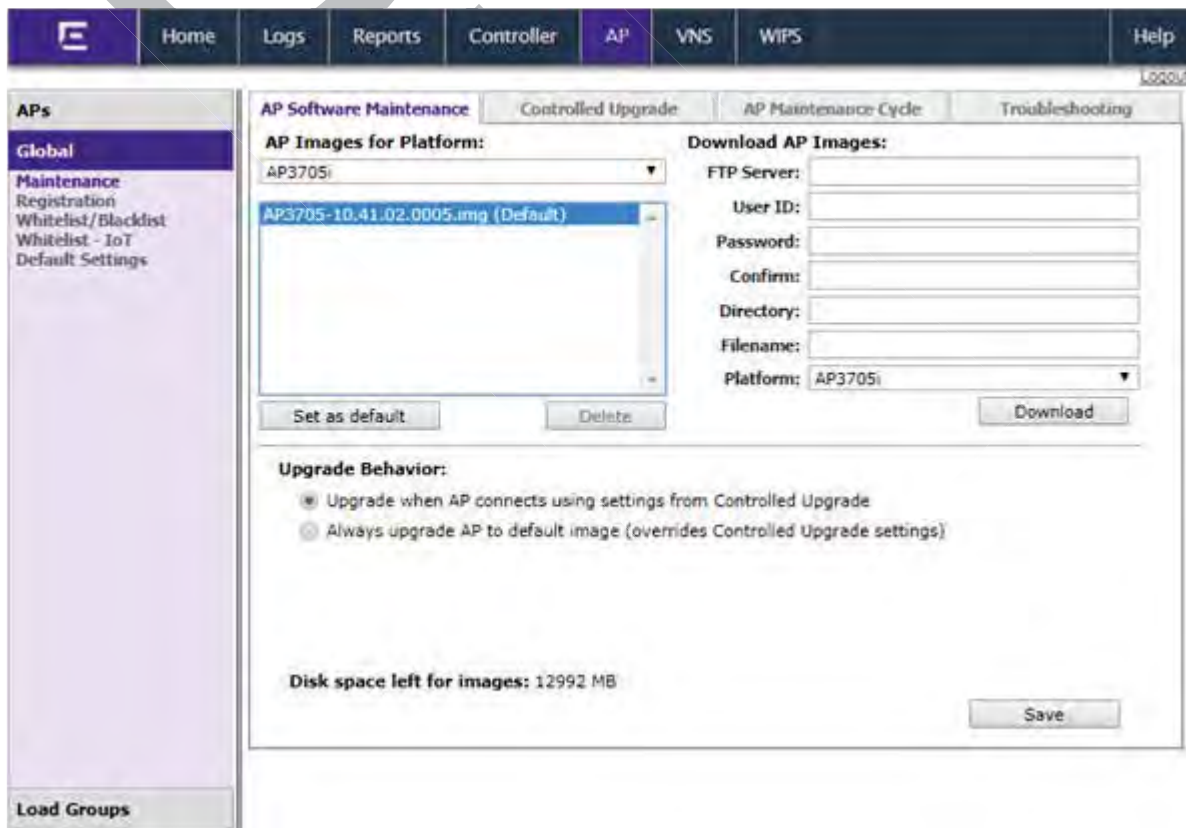 Home Logs Reports Controller AP VNS WIPS Help
Logout
APs
Global
Maintenance
Registration
Whitelist/Blacklist
Whitelist - IoT
Default Settings
Load Groups
AP Software Maintenance Controlled Upgrade AP Maintenance Cycle Troubleshooting
AP Images for Platform:
AP3705i
AP3705-10.41.02.0005.img (Default)
Set as default Delete
Download AP Images:
FTP Server:
User ID:
Password:
Confirm:
Directory:
Filename:
Platform: AP3705i
Download
Upgrade Behavior:
Upgrade when AP connects using settings from Controlled Upgrade
Always upgrade AP to default image (overrides Controlled Upgrade settings)
Disk space left for images: 12992 MB
Save